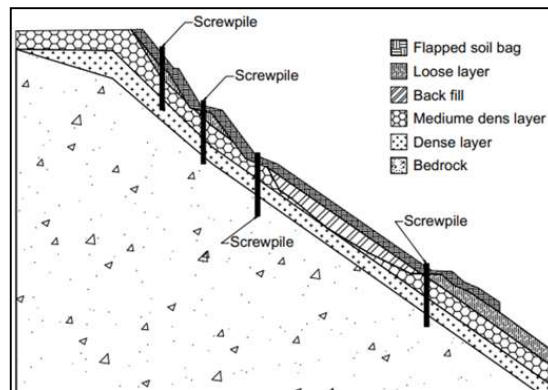 Screwpile
Screwpile
Screwpile
Screwpile
Flapped soil bag
Loose layer
Back fill
Mediume dens layer
Dense layer
Bedrock